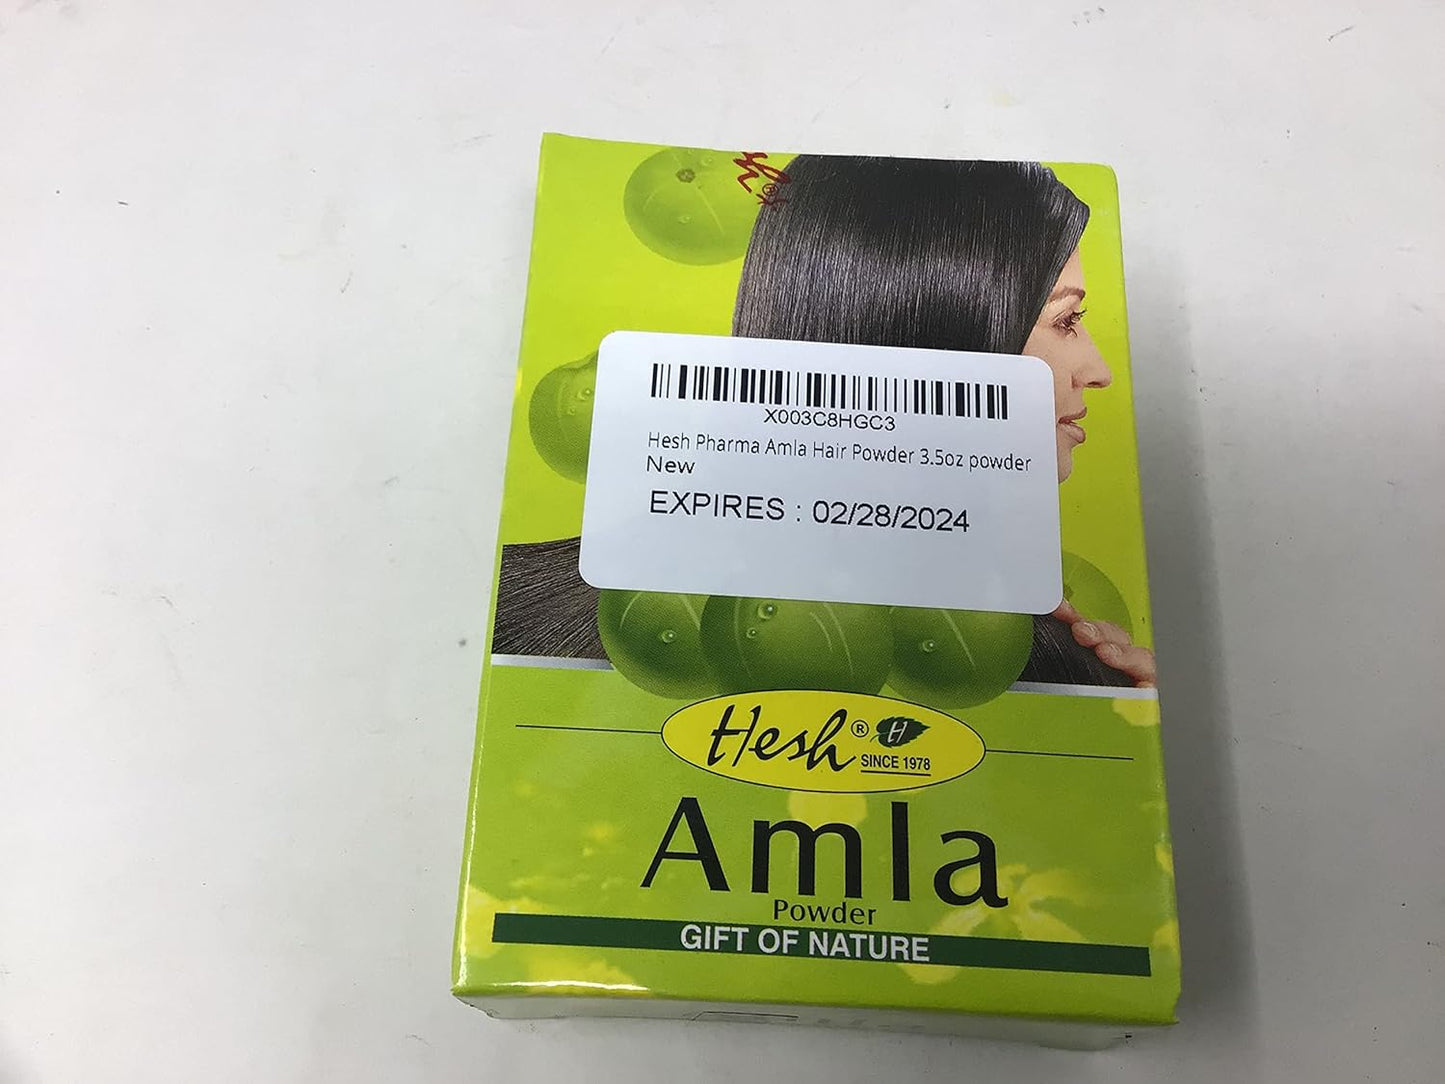 X003C8HGC3
Hesh Pharma Amla Hair Powder 3.5oz powder
New
EXPIRES : 02/28/2024
Hesh®
H
SINCE 1978
Amla
Powder
GIFT OF NATURE